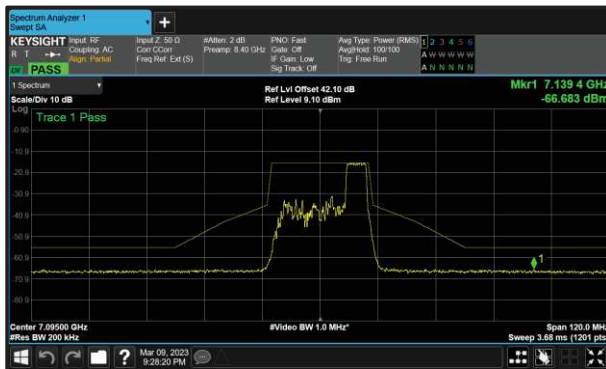 Spectrum Analyzer 1
Swept SA
+
KEYSIGHT Input: RF Input Z: 50 Ω #Atten: 2 dB PNO: Fast Avg Type: Power (RMS) 1 2 3 4 5 6
R T Coupling: AC Corr CCorr Preamp: 8.40 GHz Gate: Off Avg|Hold: 100/100 A W W W W W
Align: Partial Freq Ref: Ext (S) IF Gain: Low Trig: Free Run
PASS Sig Track: Off A N N N N N
1 Spectrum Ref Lvl Offset 42.10 dB Mkr1 7.139 4 GHz
Scale/Div 10 dB Ref Level 9.10 dBm -66.683 dBm
Log
Trace 1 Pass
-0.90
-10.9
-20.9
-30.9
-40.9
-50.9
-60.9
1
-70.9
-80.9
Center 7.09500 GHz #Video BW 1.0 MHz* Span 120.0 MHz
#Res BW 200 kHz Sweep 3.68 ms (1201 pts)
? Mar 09, 2023
9:28:20 PM